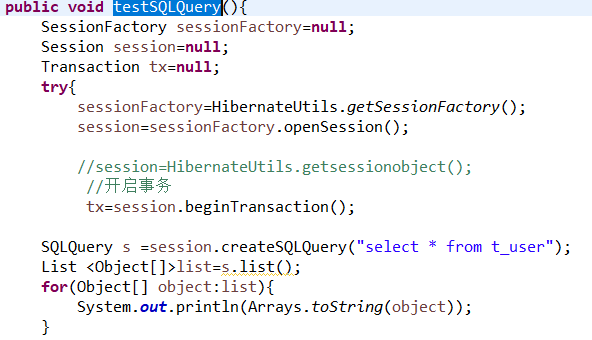 public void testSQLQuery(){
SessionFactory sessionFactory=null;
Session session=null;
Transaction tx=null;
try{
sessionFactory=HibernateUtils.getSessionFactory();
session=sessionFactory.openSession();
//session=HibernateUtils.getsessionobject();
//开启事务
tx=session.beginTransaction();
SQLQuery s =session.createSQLQuery("select * from t_user");
List <Object[]>list=s.list();
for(Object[] object:list){
System.out.println(Arrays.toString(object));
}